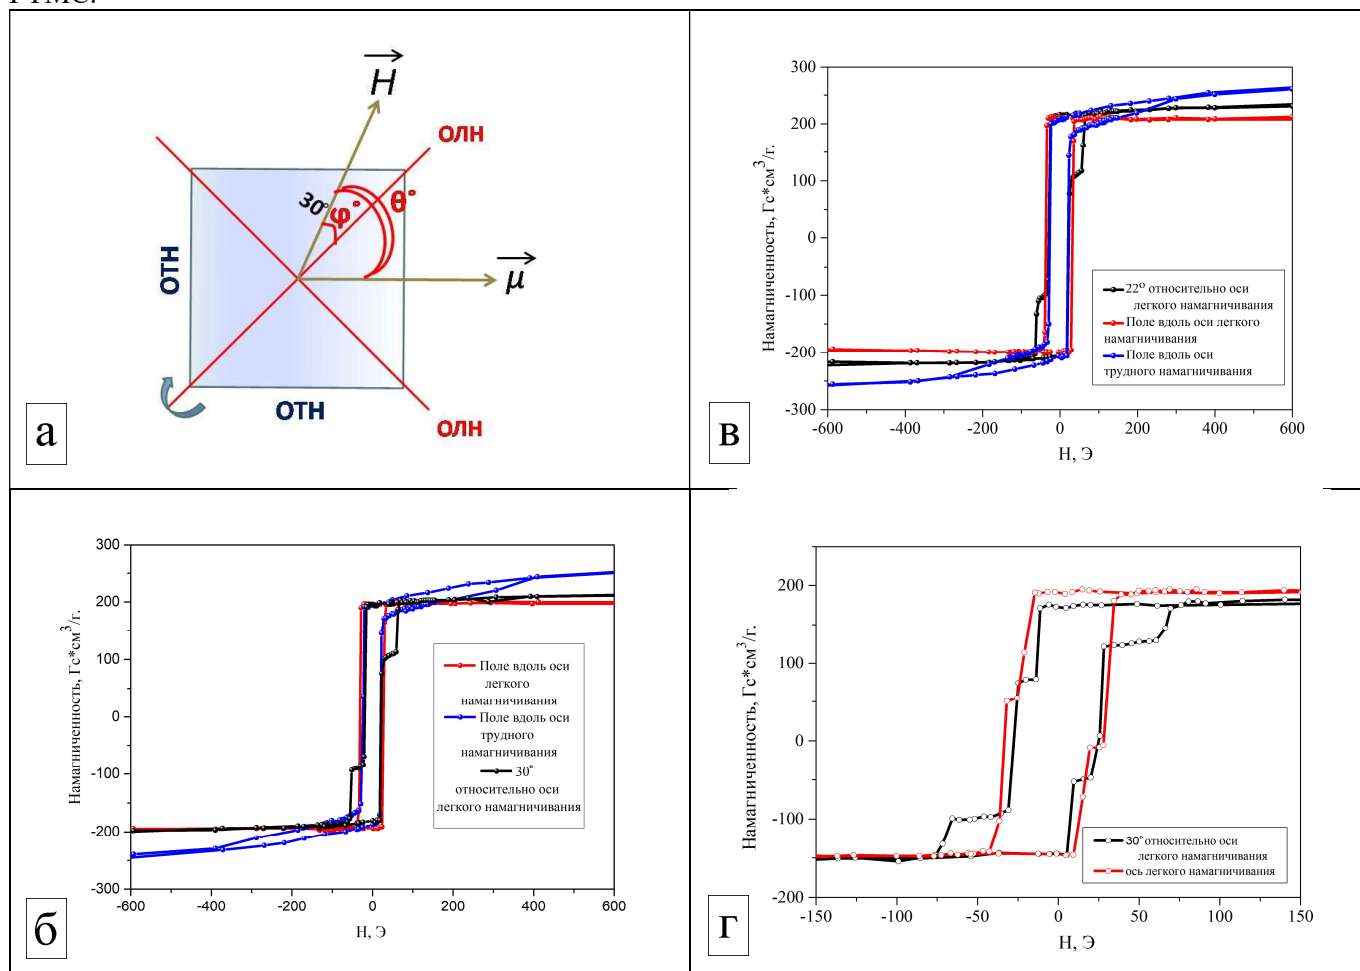 H
ОЛН
30°
φ°
θ°
μ
ОТН
ОТН
ОЛН
а
300
200
100
0
-100
-200
-300
Намагниченность, Гс*см³/г.
22° относительно оси
легкого намагничивания
Поле вдоль оси легкого
намагничивания
Поле вдоль оси
трудного намагничивания
-600 -400 -200 0 200 400 600
Н, Э
в
300
200
100
0
-100
-200
-300
Намагниченность, Гс*см³/г.
Поле вдоль оси
легкого
намагничивания
Поле вдоль оси
трудного
намагничивания
30°
относительно оси
легкого намагничивания
-600 -400 -200 0 200 400 600
Н, Э
б
200
100
0
-100
-200
Намагниченность, Гс*см³/г.
30° относительно оси
легкого намагничивания
ось легкого намагничивания
-150 -100 -50 0 50 100 150
Н, Э
г